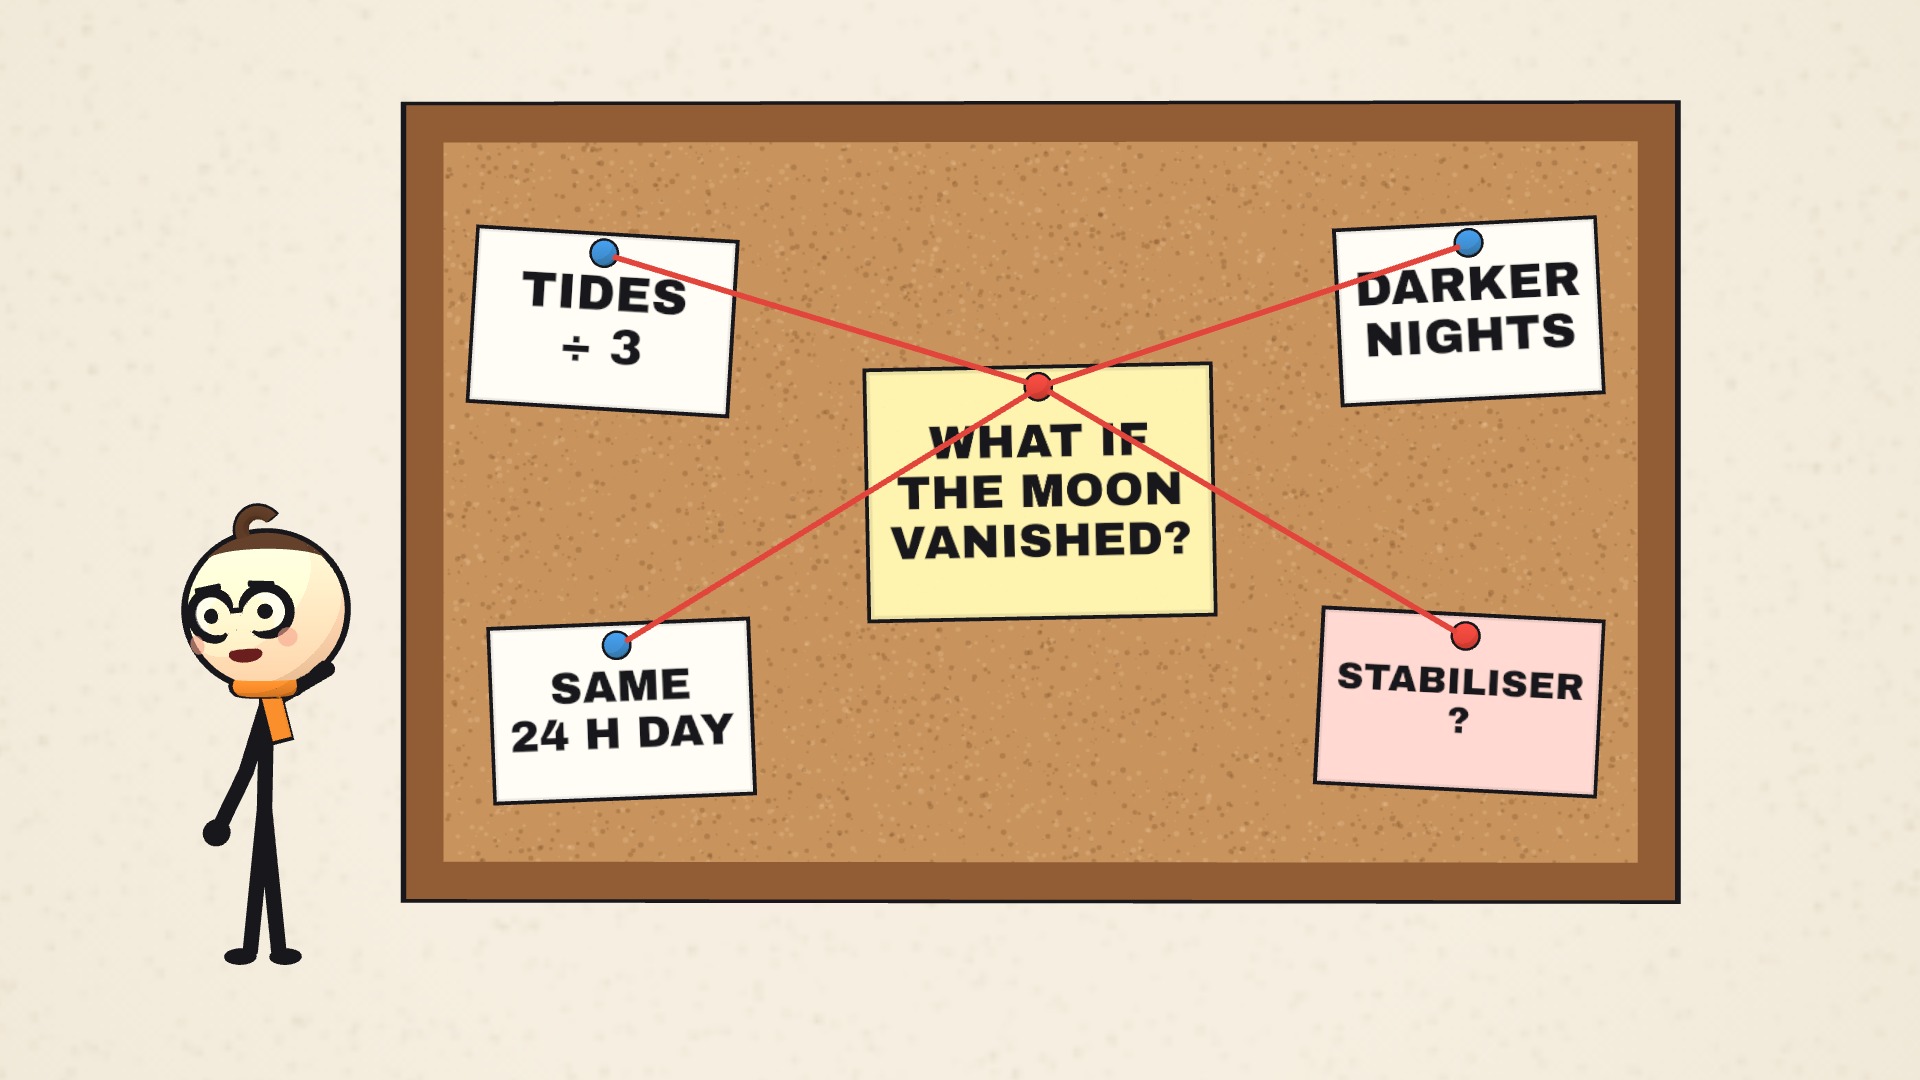 TIDES
÷ 3
DARKER
NIGHTS
WHAT IF
THE MOON
VANISHED?
SAME
24 H DAY
STABILISER
?